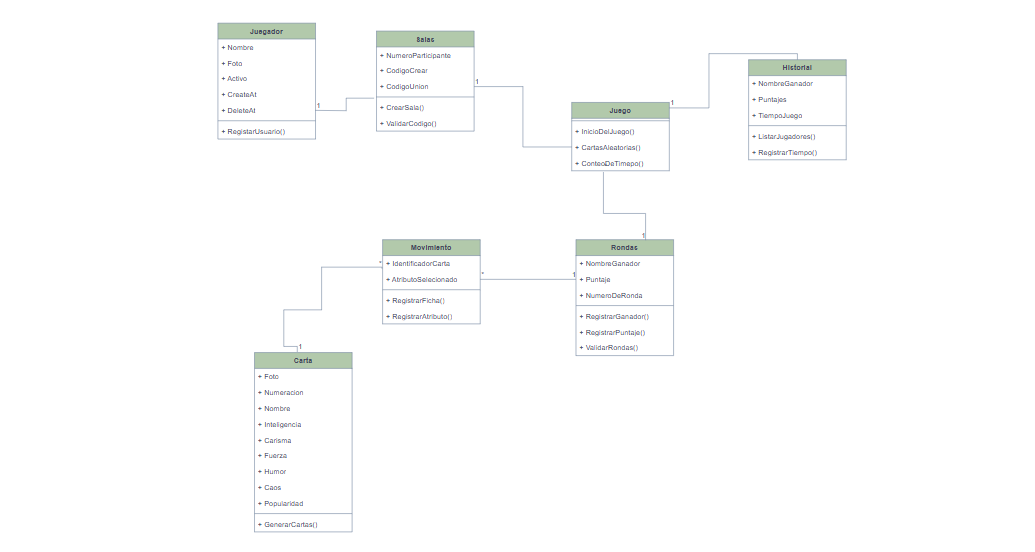 Juegador
+ Nombre
+ Foto
+ Activo
+ CreateAt
+ DeleteAt
+ RegistarUsuario()
1
Salas
+ NumeroParticipante
+ CodigoCrear
+ CodigoUnion
+ CrearSala()
+ ValidarCodigo()
1
Juego
+ InicioDelJuego()
+ CartasAleatorias()
+ ConteoDeTimepo()
1
Historial
+ NombreGanador
+ Puntajes
+ TiempoJuego
+ ListarJugadores()
+ RegistrarTiempo()
Movimiento
* + IdentificadorCarta
+ AtributoSelecionado
+ RegistrarFicha()
+ RegistrarAtributo()
*
1
1
Rondas
+ NombreGanador
+ Puntaje
+ NumeroDeRonda
+ RegistrarGanador()
+ RegistrarPuntaje()
+ ValidarRondas()
1
Carta
+ Foto
+ Numeracion
+ Nombre
+ Inteligencia
+ Carisma
+ Fuerza
+ Humor
+ Caos
+ Popularidad
+ GenerarCartas()